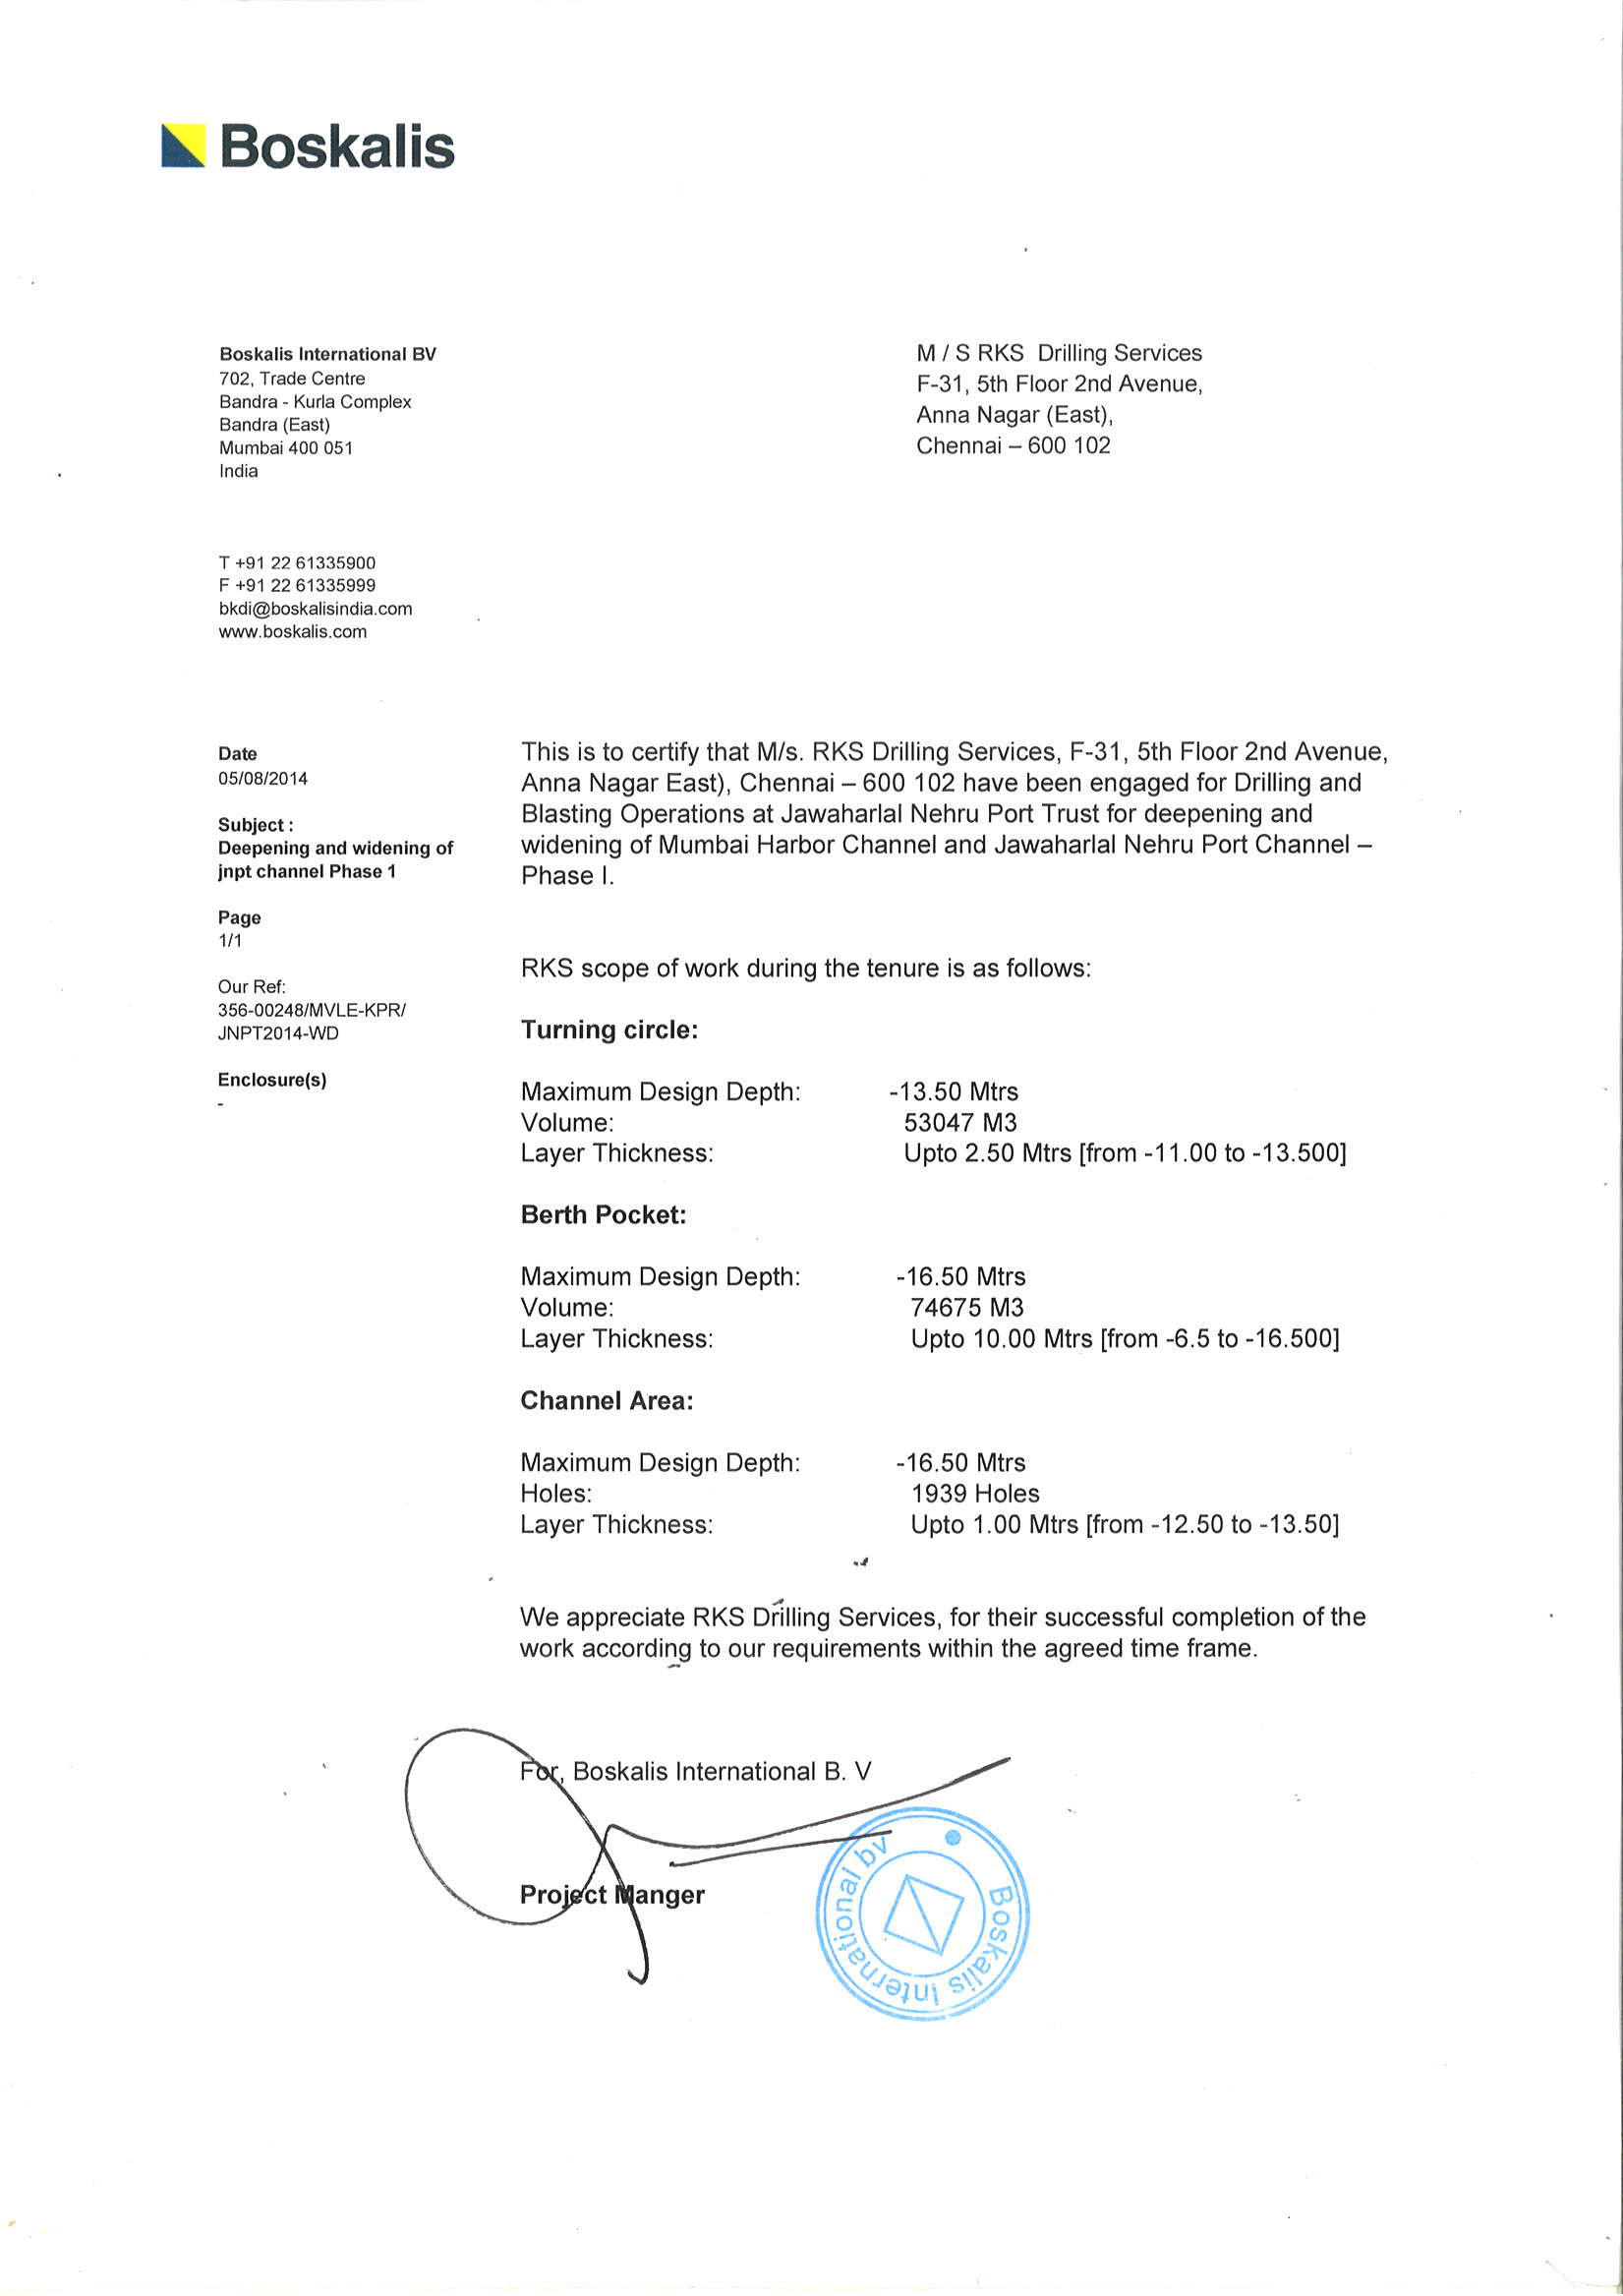 Boskalis
Boskalis International BV
702, Trade Centre
Bandra - Kurla Complex
Bandra (East)
Mumbai 400 051
India
M / S RKS  Drilling Services
F-31, 5th Floor 2nd Avenue,
Anna Nagar (East),
Chennai – 600 102
T +91 22 61335900
F +91 22 61335999
bkdi@boskalisindia.com
www.boskalis.com
Date
05/08/2014
Subject :
Deepening and widening of
jnpt channel Phase 1
Page
1/1
Our Ref:
356-00248/MVLE-KPR/
JNPT2014-WD
Enclosure(s)
-
This is to certify that M/s. RKS Drilling Services, F-31, 5th Floor 2nd Avenue,
Anna Nagar East), Chennai – 600 102 have been engaged for Drilling and
Blasting Operations at Jawaharlal Nehru Port Trust for deepening and
widening of Mumbai Harbor Channel and Jawaharlal Nehru Port Channel –
Phase I.
RKS scope of work during the tenure is as follows:
Turning circle:
Maximum Design Depth: -13.50 Mtrs
Volume: 53047 M3
Layer Thickness: Upto 2.50 Mtrs [from -11.00 to -13.500]
Berth Pocket:
Maximum Design Depth: -16.50 Mtrs
Volume: 74675 M3
Layer Thickness: Upto 10.00 Mtrs [from -6.5 to -16.500]
Channel Area:
Maximum Design Depth: -16.50 Mtrs
Holes: 1939 Holes
Layer Thickness: Upto 1.00 Mtrs [from -12.50 to -13.50]
We appreciate RKS Drilling Services, for their successful completion of the
work according to our requirements within the agreed time frame.
For, Boskalis International B. V
Project Manger
Boskalis International bv